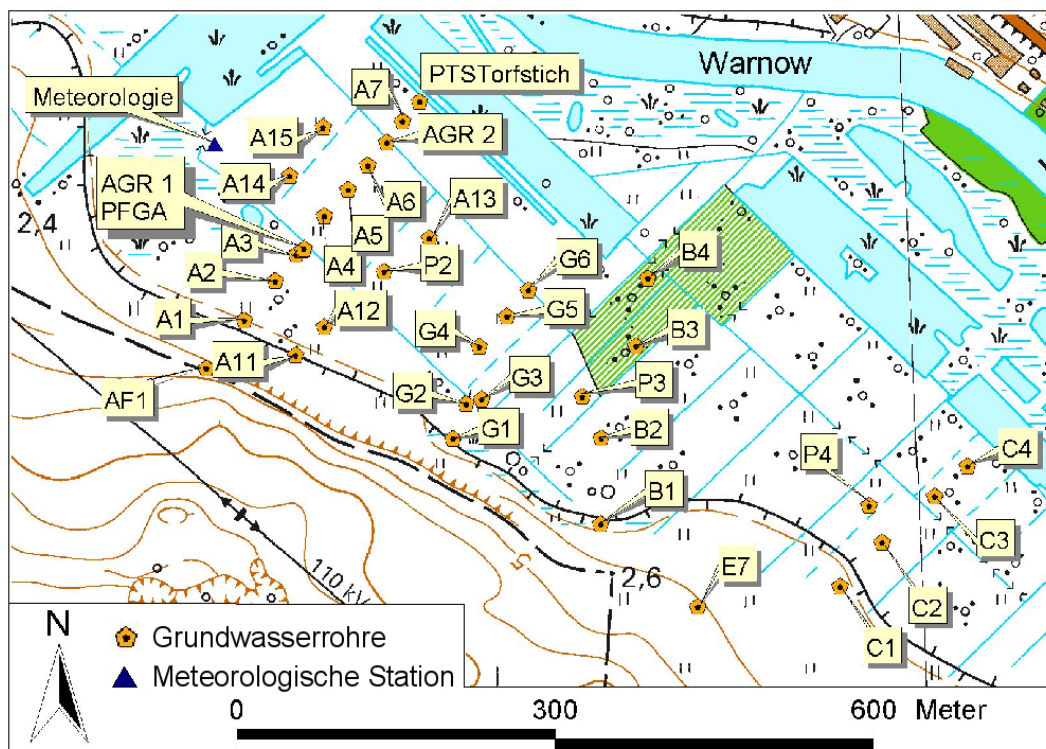 Warnow
PTSTorfstich
A7
Meteorologie
A15
AGR 2
AGR 1
PFGA
A14
A6
A13
2,4
A3
A5
A2
A4
P2
G6
B4
A1
A12
G5
G4
B3
A11
AF1
G2
G3
P3
G1
B2
P4
C4
B1
C3
E7
5
2,6
110 kV
C2
C1
N
Grundwasserrohre
Meteorologische Station
0 300 600 Meter